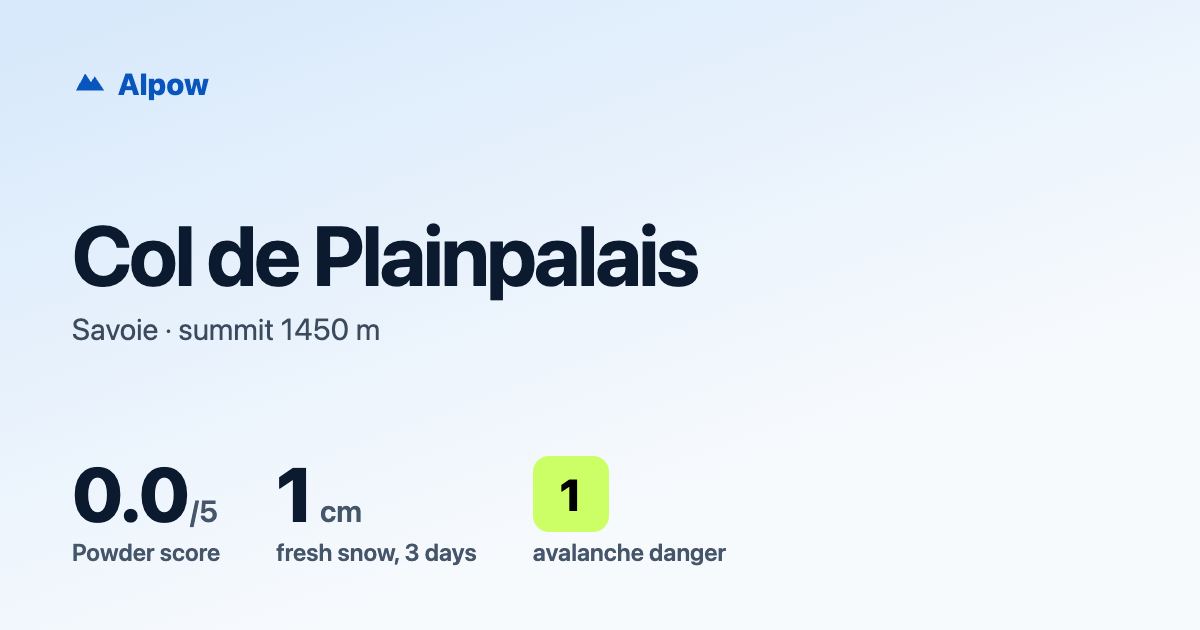 Alpow
Col de Plainpalais
Savoie · summit 1450 m
0.0/5
Powder score
1 cm
fresh snow, 3 days
1
avalanche danger